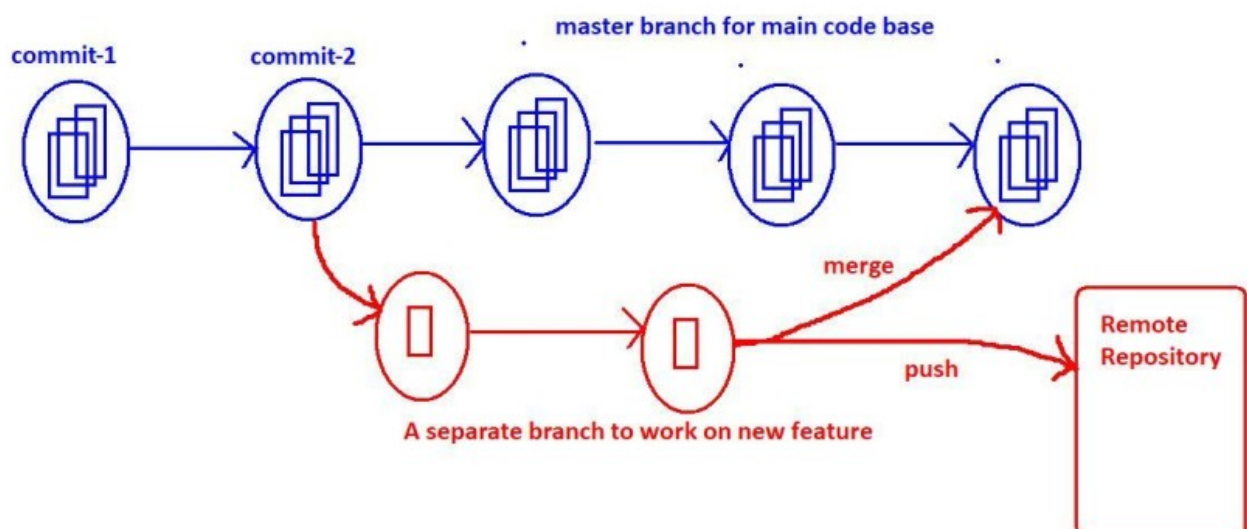 master branch for main code base
commit-1
commit-2
merge
Remote
Repository
push
A separate branch to work on new feature